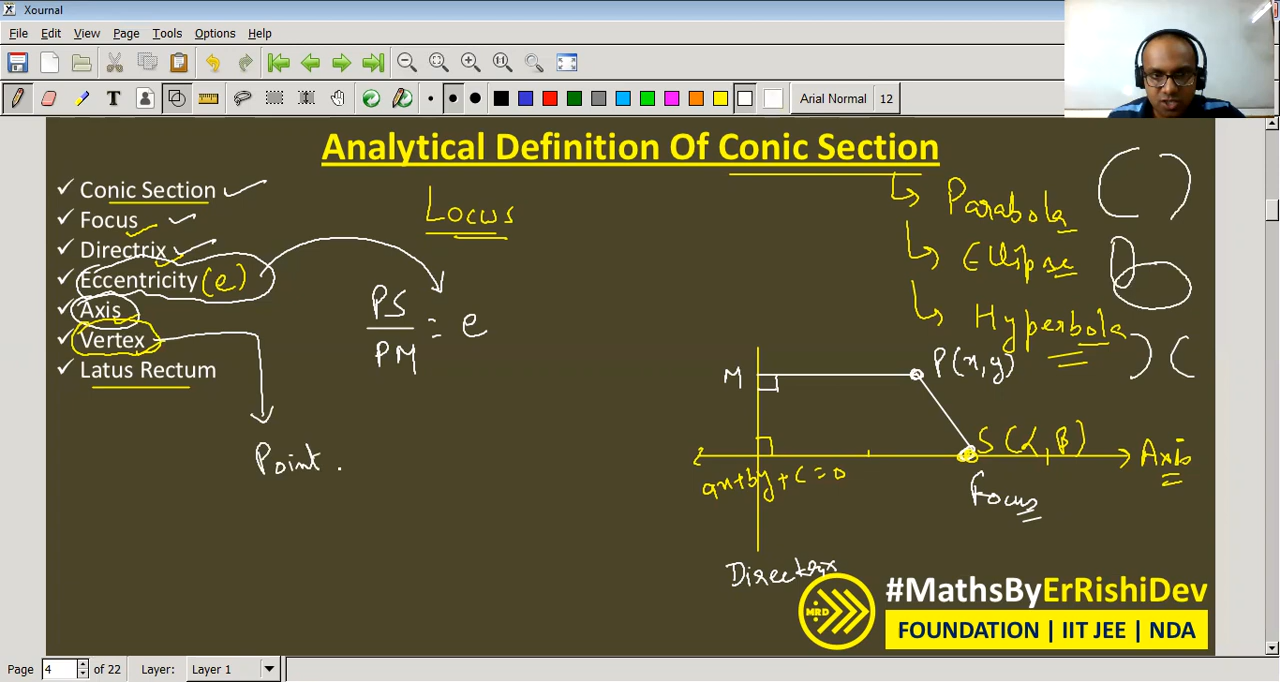 Xournal
File Edit View Page Tools Options Help
Arial Normal 12
Analytical Definition Of Conic Section
✓ Conic Section
✓ Focus
✓ Directrix
✓ Eccentricity (e)
✓ Axis
✓ Vertex
✓ Latus Rectum
Locus
PS
PM
= e
Point .
Parabola
Ellipse
Hyperbola
M
P(x,y)
S (α, β)
Axis
ax+by+c=0
Focus
Directrix
MRD
#MathsByErRishiDev
FOUNDATION | IIT JEE | NDA
Page 4 of 22 Layer: Layer 1